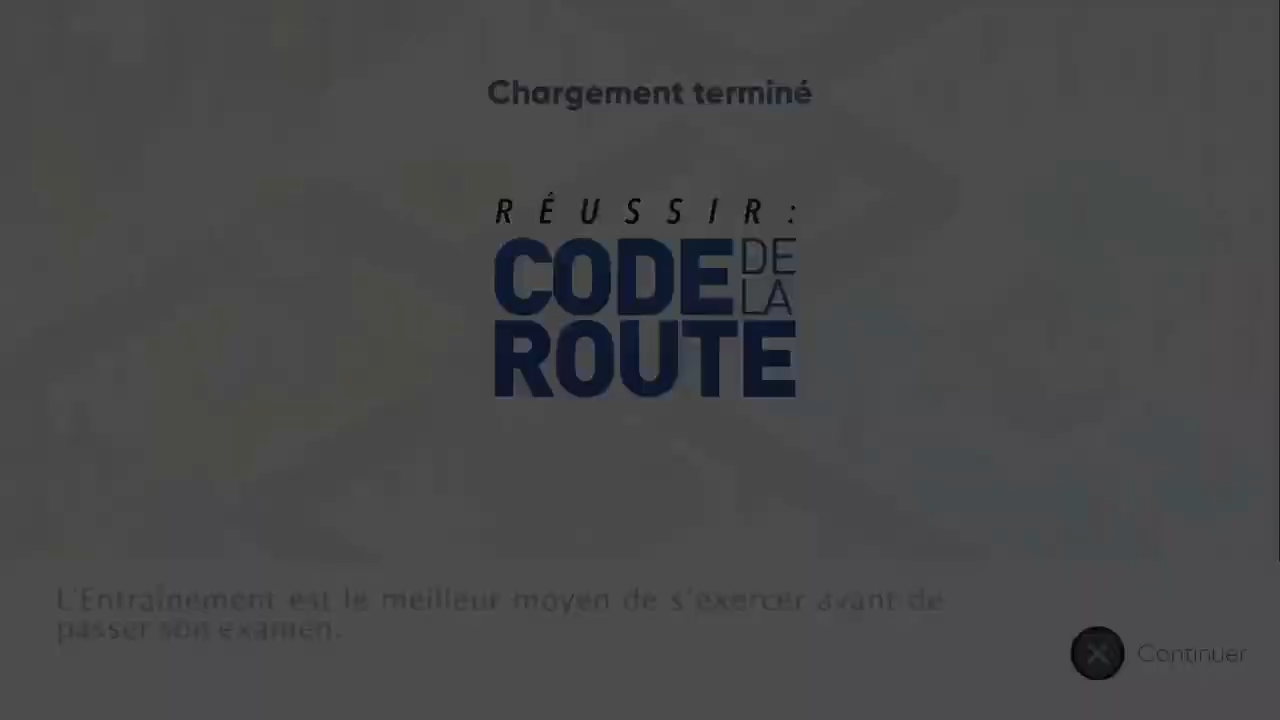 Chargement terminé
RÉUSSIR:
CODE DE LA
ROUTE
L'Entraînement est le meilleur moyen de s'exercer avant de
passer son examen.
Continuer